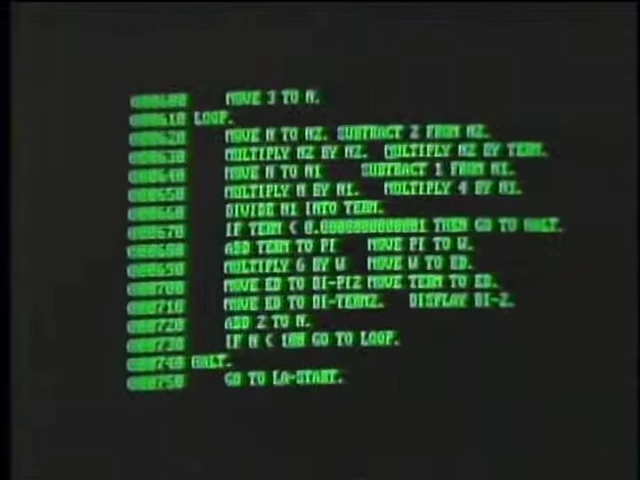 000600 MOVE 3 TO N.
000610 LOOP.
000620 MOVE N TO N2. SUBTRACT 2 FROM N2.
000630 MULTIPLY N2 BY N2. MULTIPLY N2 BY TERM.
000640 MOVE N TO N1 SUBTRACT 1 FROM N1.
000650 MULTIPLY N BY N1. MULTIPLY 4 BY N1.
000660 DIVIDE N1 INTO TERM.
000670 IF TERM < 0.0000000000001 THEN GO TO HALT.
000680 ADD TERM TO PI MOVE PI TO W.
000690 MULTIPLY 6 BY W MOVE W TO ED.
000700 MOVE ED TO DI-PI2 MOVE TERM TO ED.
000710 MOVE ED TO DI-TERM2. DISPLAY DI-2.
000720 ADD 2 TO N.
000730 IF N < 100 GO TO LOOP.
000740 HALT.
000750 GO TO LA-START.